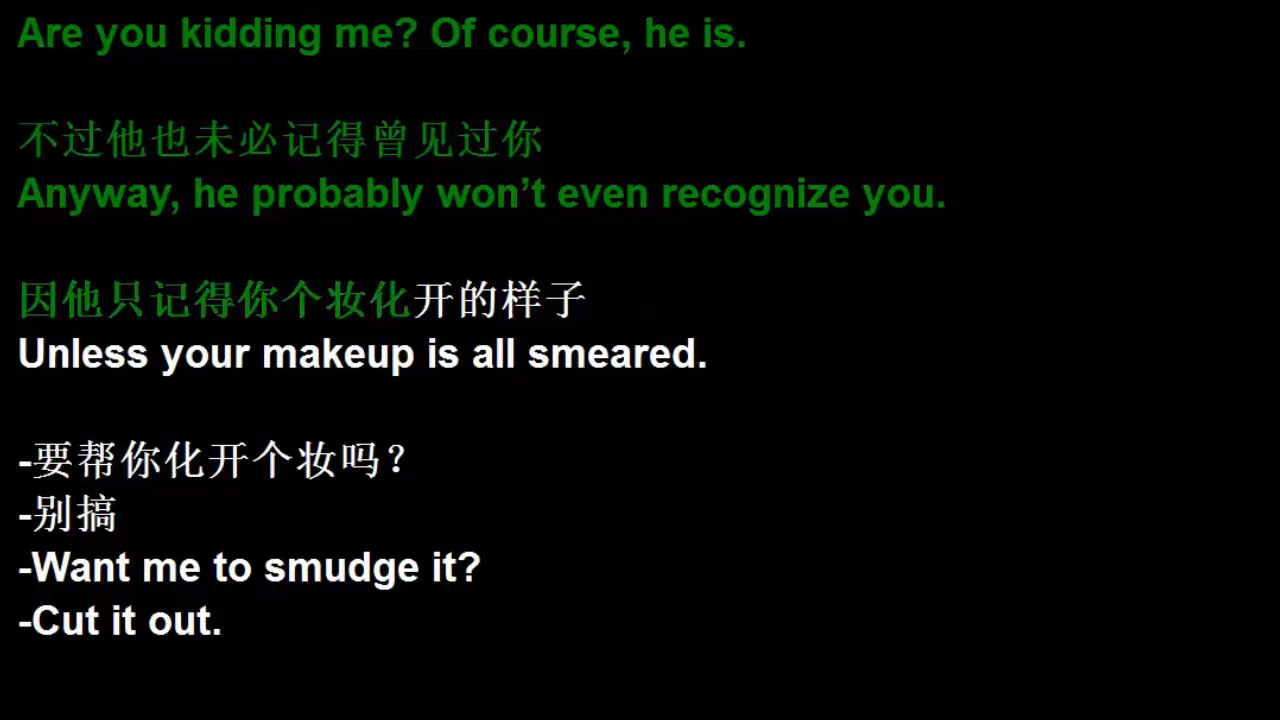 Are you kidding me? Of course, he is.
不过他也未必记得曾见过你
Anyway, he probably won’t even recognize you.
因他只记得你个妆化开的样子
Unless your makeup is all smeared.
-要帮你化开个妆吗?
-别搞
-Want me to smudge it?
-Cut it out.